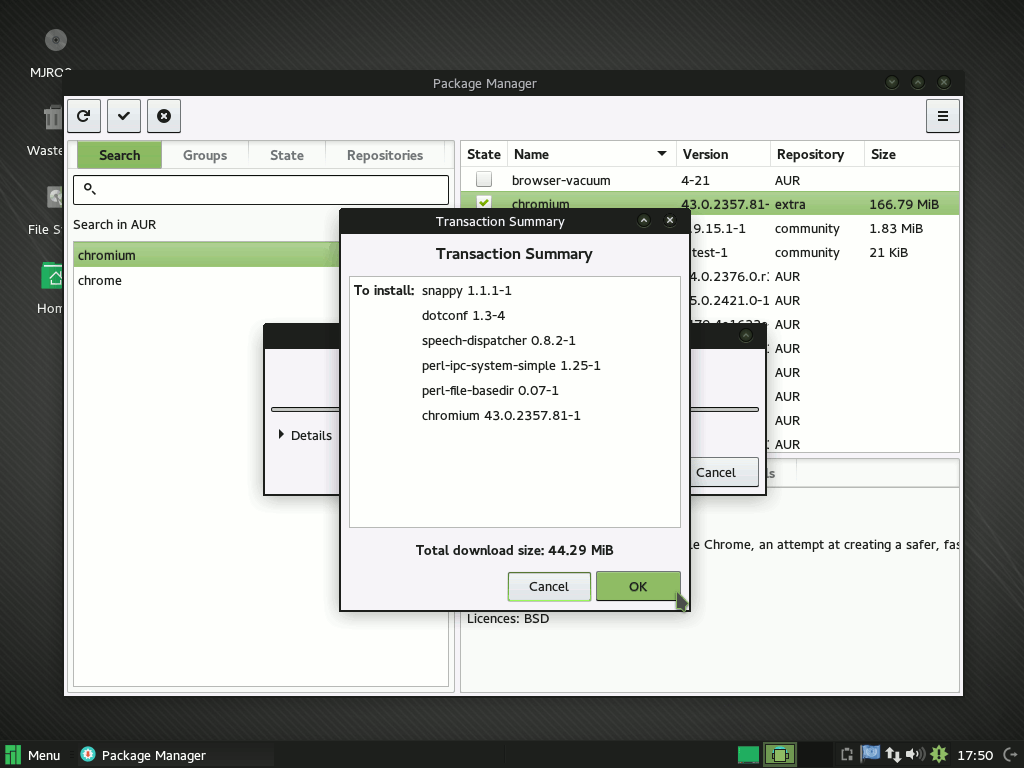 MJRO
Waste
File S
Hom
Package Manager
Search
Groups
State
Repositories
Search in AUR
chromium
chrome
State Name Version Repository Size
browser-vacuum 4-21 AUR
chromium 43.0.2357.81- extra 166.79 MiB
.9.15.1-1 community 1.83 MiB
test-1 community 21 KiB
4.0.2376.0.r: AUR
5.0.2421.0-1 AUR
AUR
AUR
AUR
AUR
AUR
AUR
Transaction Summary
Transaction Summary
To install: snappy 1.1.1-1
dotconf 1.3-4
speech-dispatcher 0.8.2-1
perl-ipc-system-simple 1.25-1
perl-file-basedir 0.07-1
chromium 43.0.2357.81-1
Total download size: 44.29 MiB
Cancel
OK
Details
Cancel
ls
le Chrome, an attempt at creating a safer, fas
Licences: BSD
Menu
Package Manager
17:50